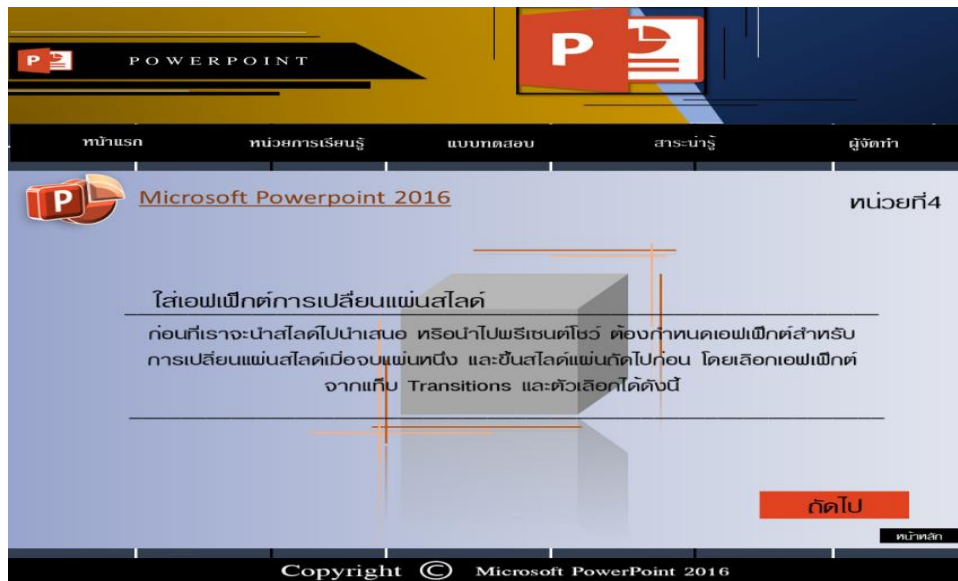 P
POWERPOINT
P
หน้าแรก
หน่วยการเรียนรู้
แบบทดสอบ
สาระน่ารู้
ผู้จัดทำ
P
Microsoft Powerpoint 2016
หน่วยที่4
ใส่เอฟเฟ็กต์การเปลี่ยนแผ่นสไลด์
ก่อนที่เราจะนำสไลด์ไปนำเสนอ หรือนำไปพรีเซนต์โชว์ ต้องกำหนดเอฟเฟ็กต์สำหรับ
การเปลี่ยนแผ่นสไลด์เมื่อจบแผ่นหนึ่ง และขึ้นสไลด์แผ่นถัดไปก่อน โดยเลือกเอฟเฟ็กต์
จากแท็บ Transitions และตัวเลือกได้ดังนี้
ถัดไป
หน้าหลัก
Copyright © Microsoft PowerPoint 2016